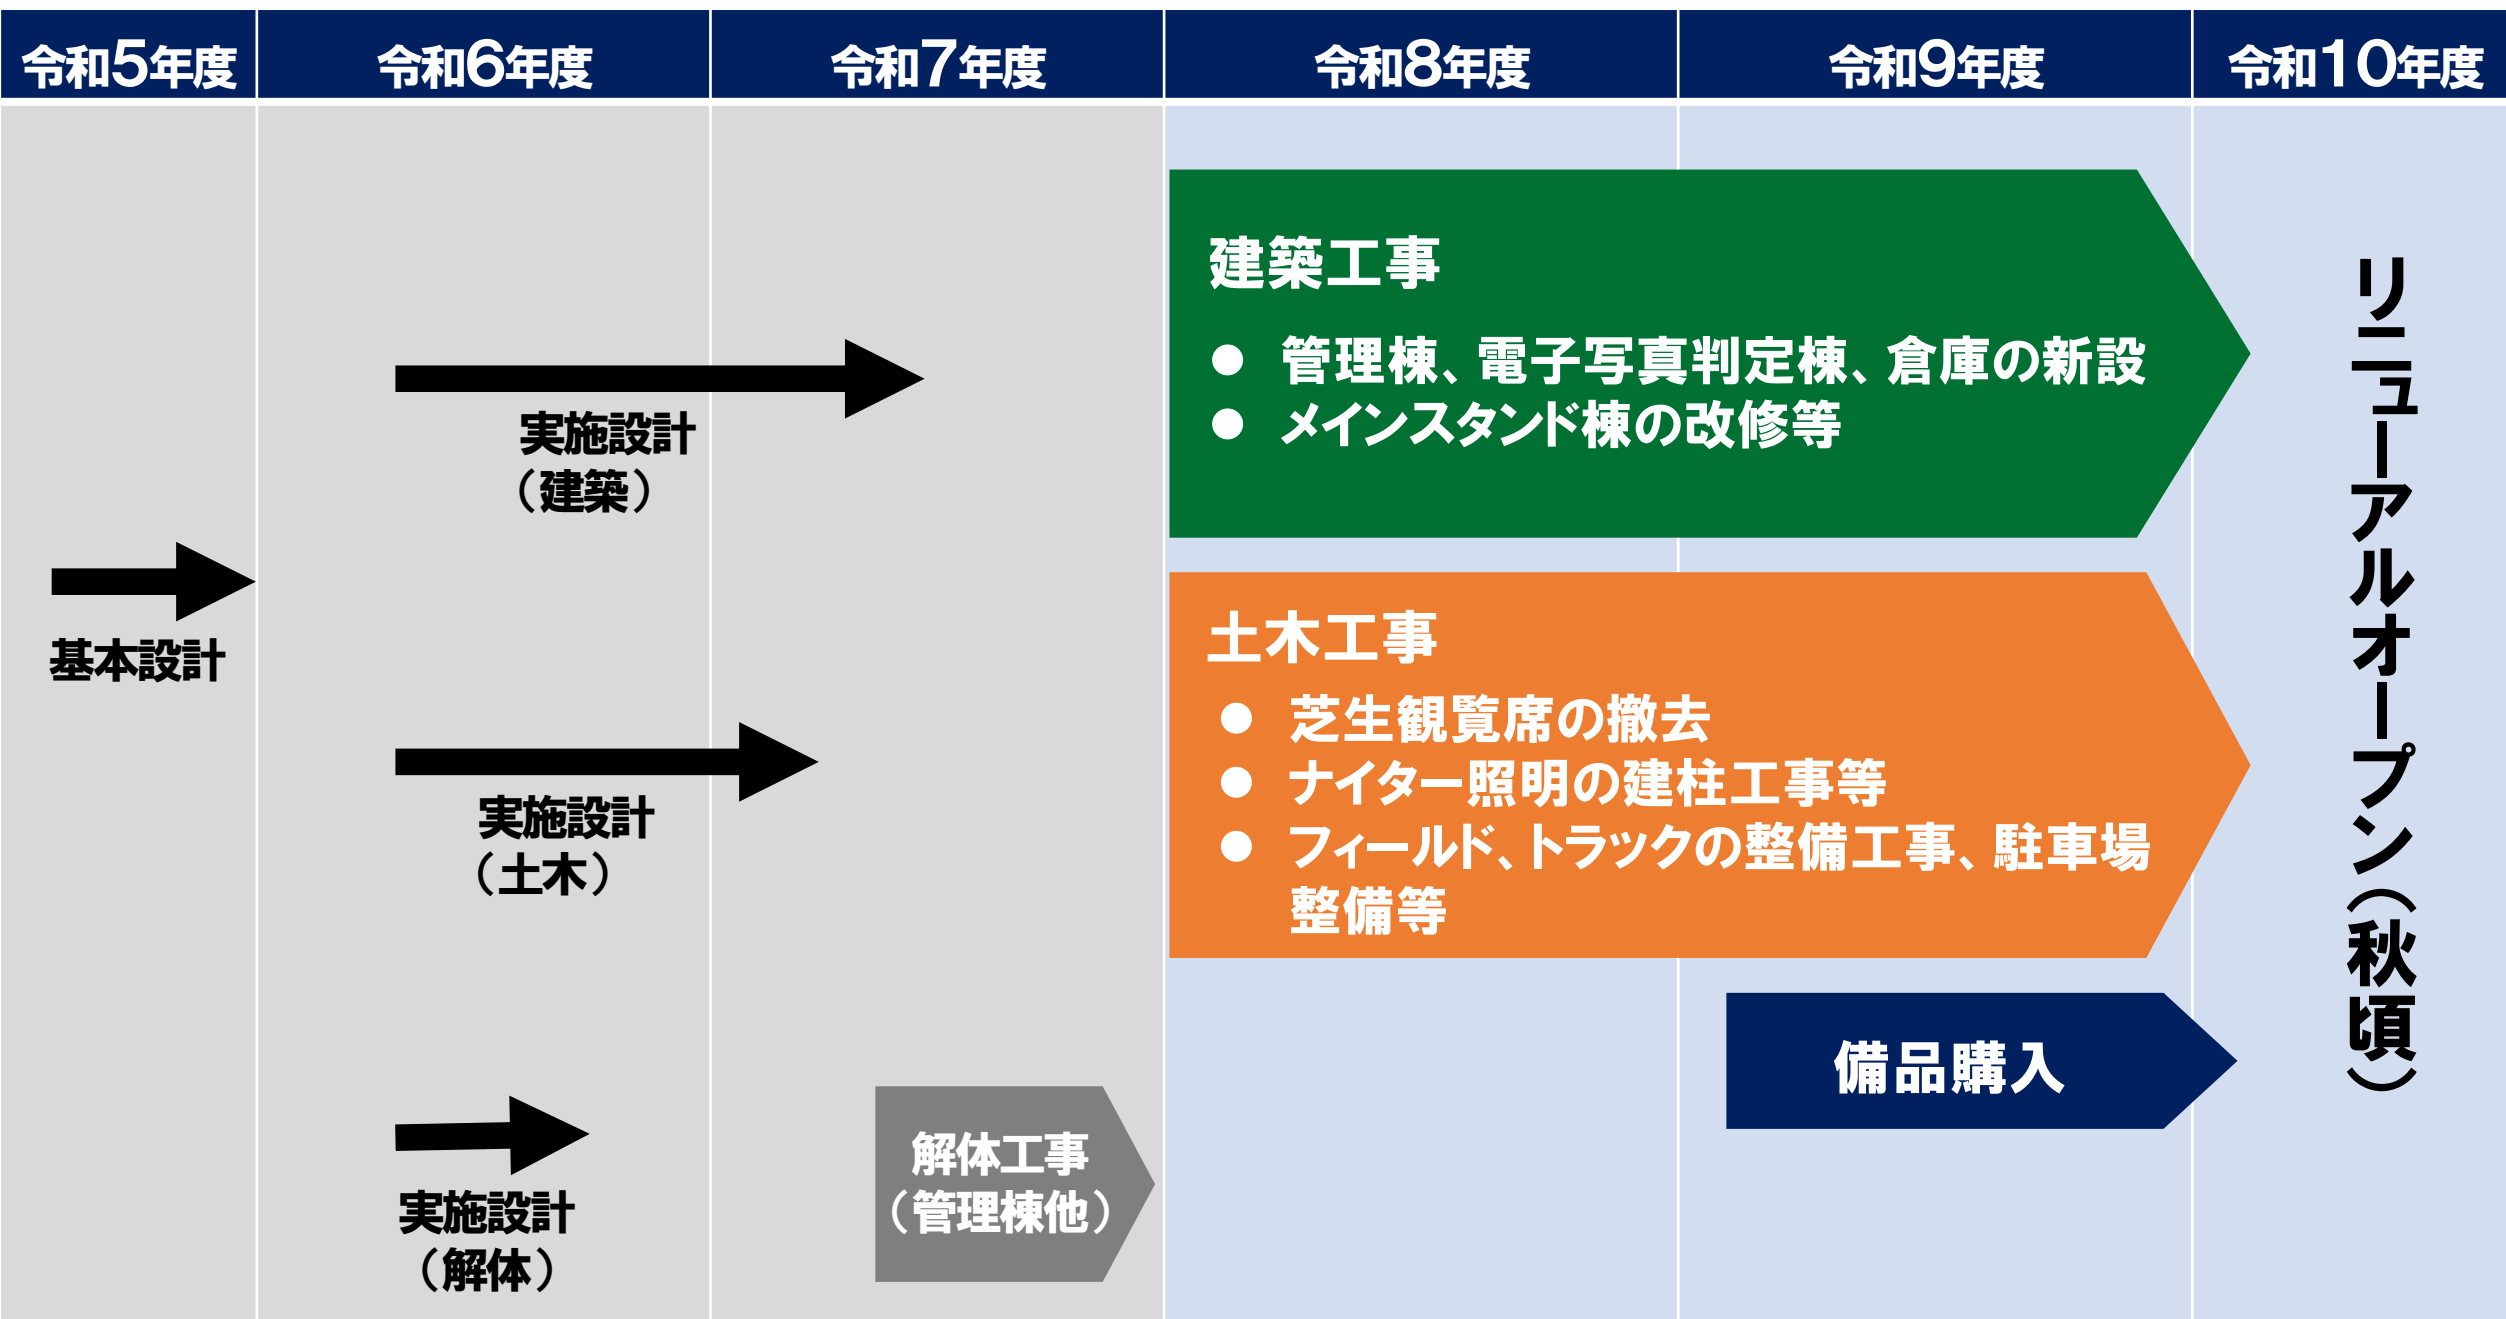 令和5年度
令和6年度
令和7年度
令和8年度
令和9年度
令和10年度
基本設計
実施設計
（建築）
実施設計
（土木）
実施設計
（解体）
解体工事
（管理棟他）
建築工事
● 管理棟、電子写真判定棟、倉庫の新設
● メインスタンド棟の改修等
土木工事
● 芝生観覧席の撤去
● ナイター照明の建柱工事等
● フィールド、トラックの整備工事、駐車場
整備等
備品購入
リニューアルオープン（秋頃）